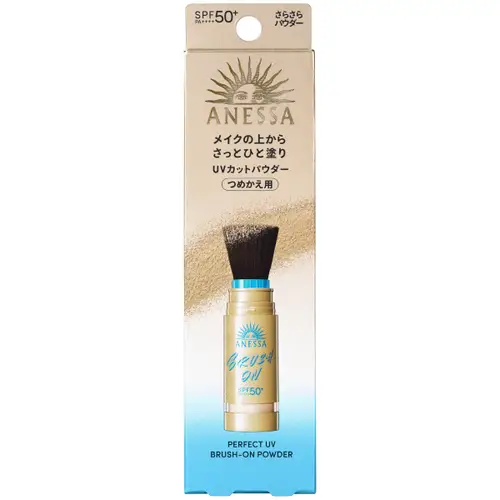 SPF50+
PA++++
さらさら
パウダー
ANESSA
メイクの上から
さっとひと塗り
UVカットパウダー
つめかえ用
ANESSA
BRUSH
ON
SPF50+
PERFECT UV
BRUSH-ON POWDER